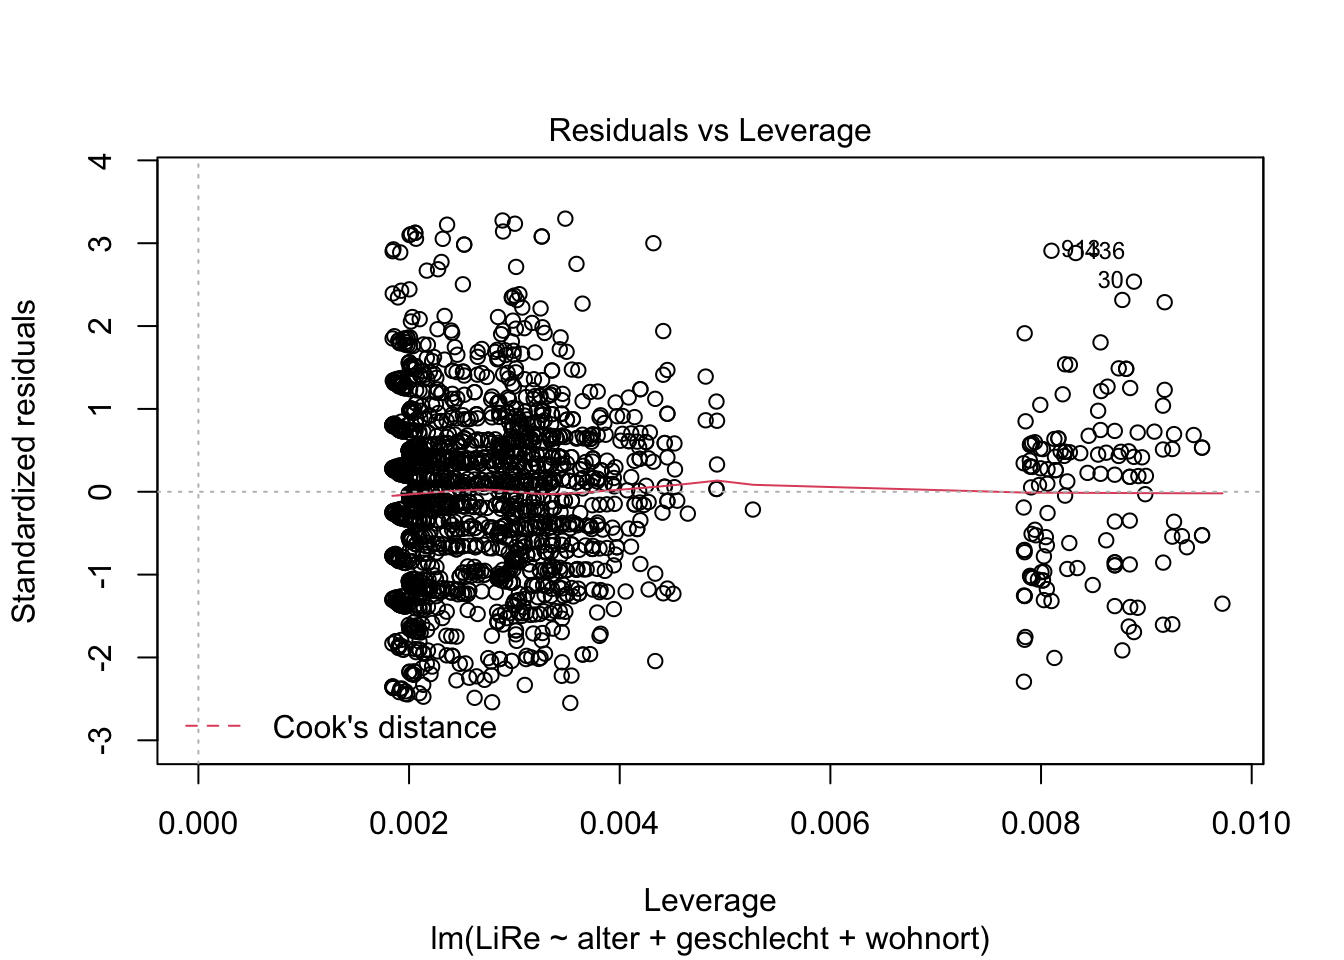 Residuals vs Leverage
4
3
2
1
0
-1
-2
-3
Standardized residuals
436
30
Cook's distance
0.000 0.002 0.004 0.006 0.008 0.010
Leverage
lm(LiRe ~ alter + geschlecht + wohnort)